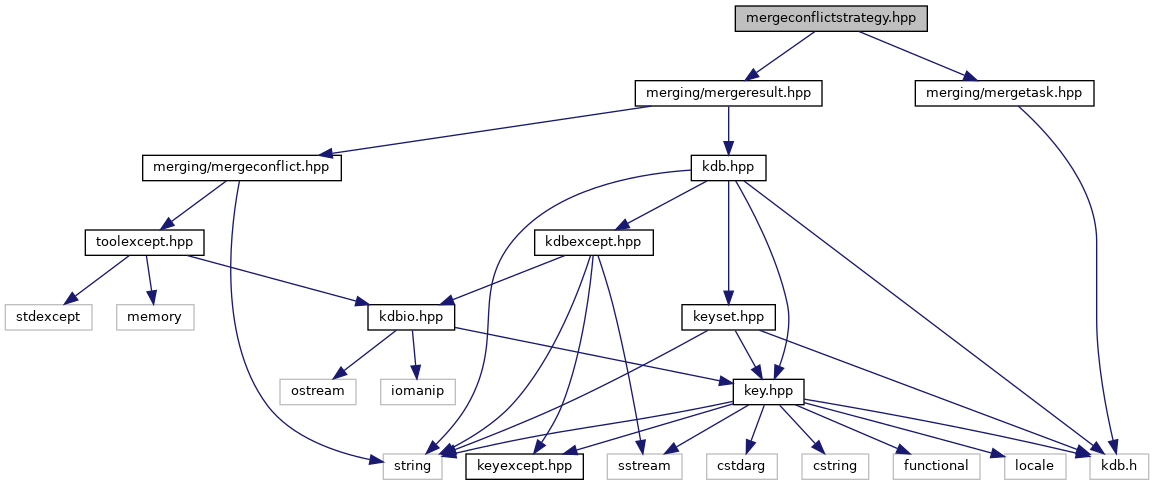 mergeconflictstrategy.hpp
merging/mergeresult.hpp
merging/mergetask.hpp
merging/mergeconflict.hpp
kdb.hpp
toolexcept.hpp
kdbexcept.hpp
stdexcept
memory
kdbio.hpp
keyset.hpp
ostream
iomanip
key.hpp
string
keyexcept.hpp
sstream
cstdarg
cstring
functional
locale
kdb.h